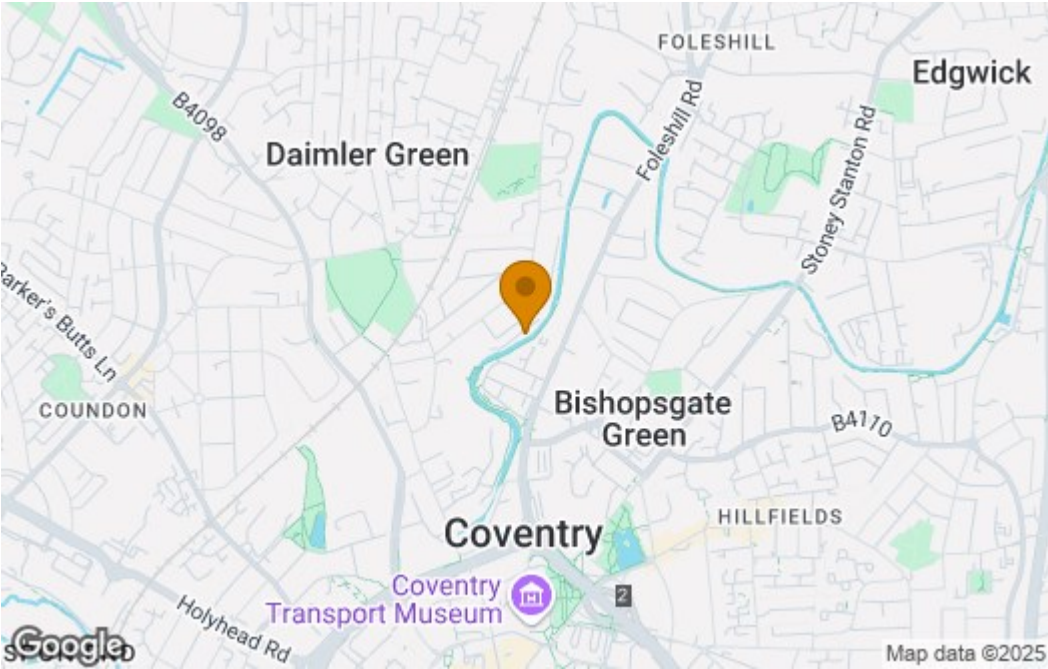 FOLESHILL
Edgwick
B4098
Foleshill Rd
Stoney Stanton Rd
Daimler Green
Barker's Butts Ln
COUNDON
Bishopsgate
Green
B4110
HILLFIELDS
Coventry
Coventry
Transport Museum
2
Holyhead Rd
Google
Map data ©2025